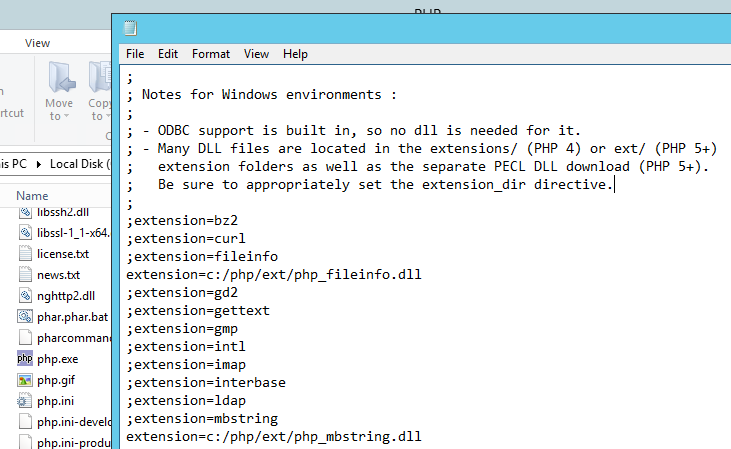 PHP
View
Move
to
Copy
to
File Edit Format View Help
Local Disk
Name
libssh2.dll
libssl-1_1-x64.
license.txt
news.txt
nghttp2.dll
phar.phar.bat
pharcommand
php.exe
php.gif
php.ini
php.ini-develo
php.ini-produ
;
; Notes for Windows environments :
;
; - ODBC support is built in, so no dll is needed for it.
; - Many DLL files are located in the extensions/ (PHP 4) or ext/ (PHP 5+)
;   extension folders as well as the separate PECL DLL download (PHP 5+).
;   Be sure to appropriately set the extension_dir directive.
;
;extension=bz2
;extension=curl
;extension=fileinfo
extension=c:/php/ext/php_fileinfo.dll
;extension=gd2
;extension=gettext
;extension=gmp
;extension=intl
;extension=imap
;extension=interbase
;extension=ldap
;extension=mbstring
extension=c:/php/ext/php_mbstring.dll